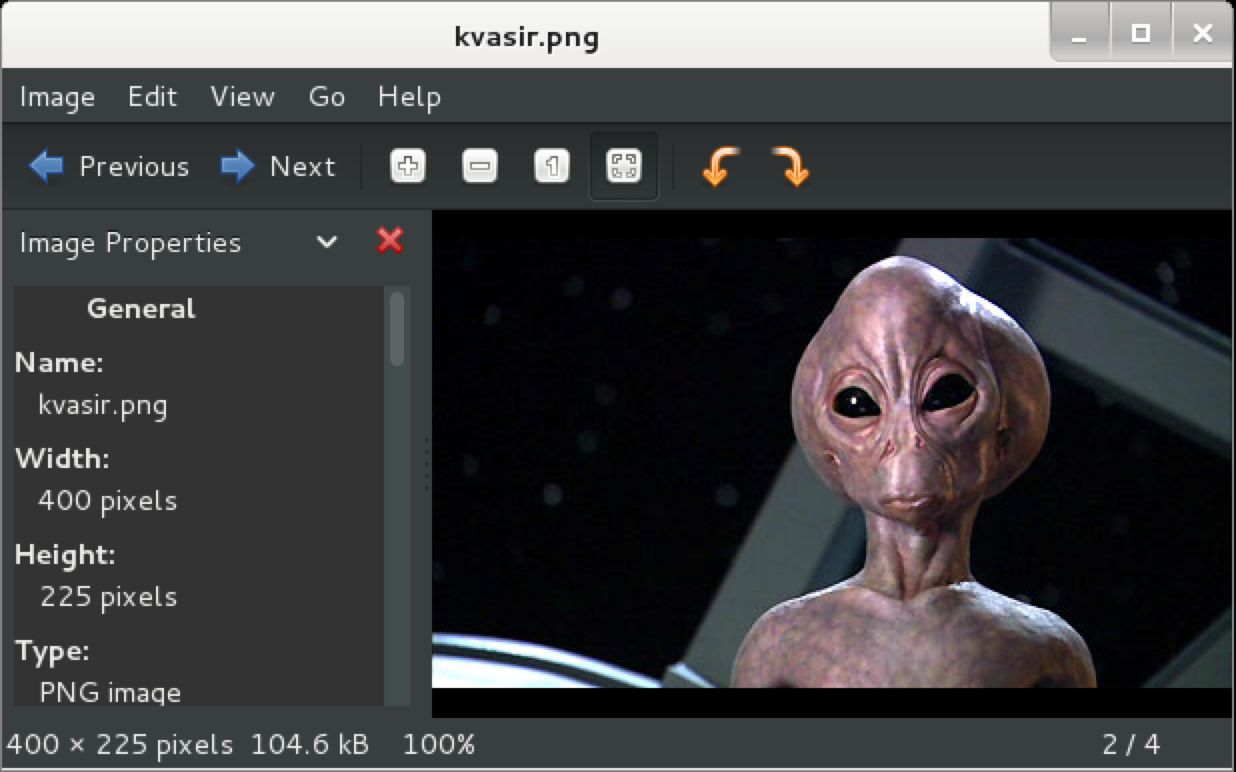 kvasir.png
Image Edit View Go Help
Previous Next
Image Properties
General
Name:
kvasir.png
Width:
400 pixels
Height:
225 pixels
Type:
PNG image
400 × 225 pixels 104.6 kB 100% 2 / 4